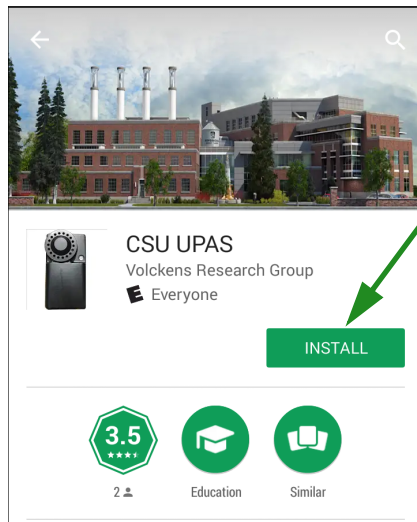 CSU UPAS
Volckens Research Group
E Everyone
INSTALL
3.5
2
Education
Similar